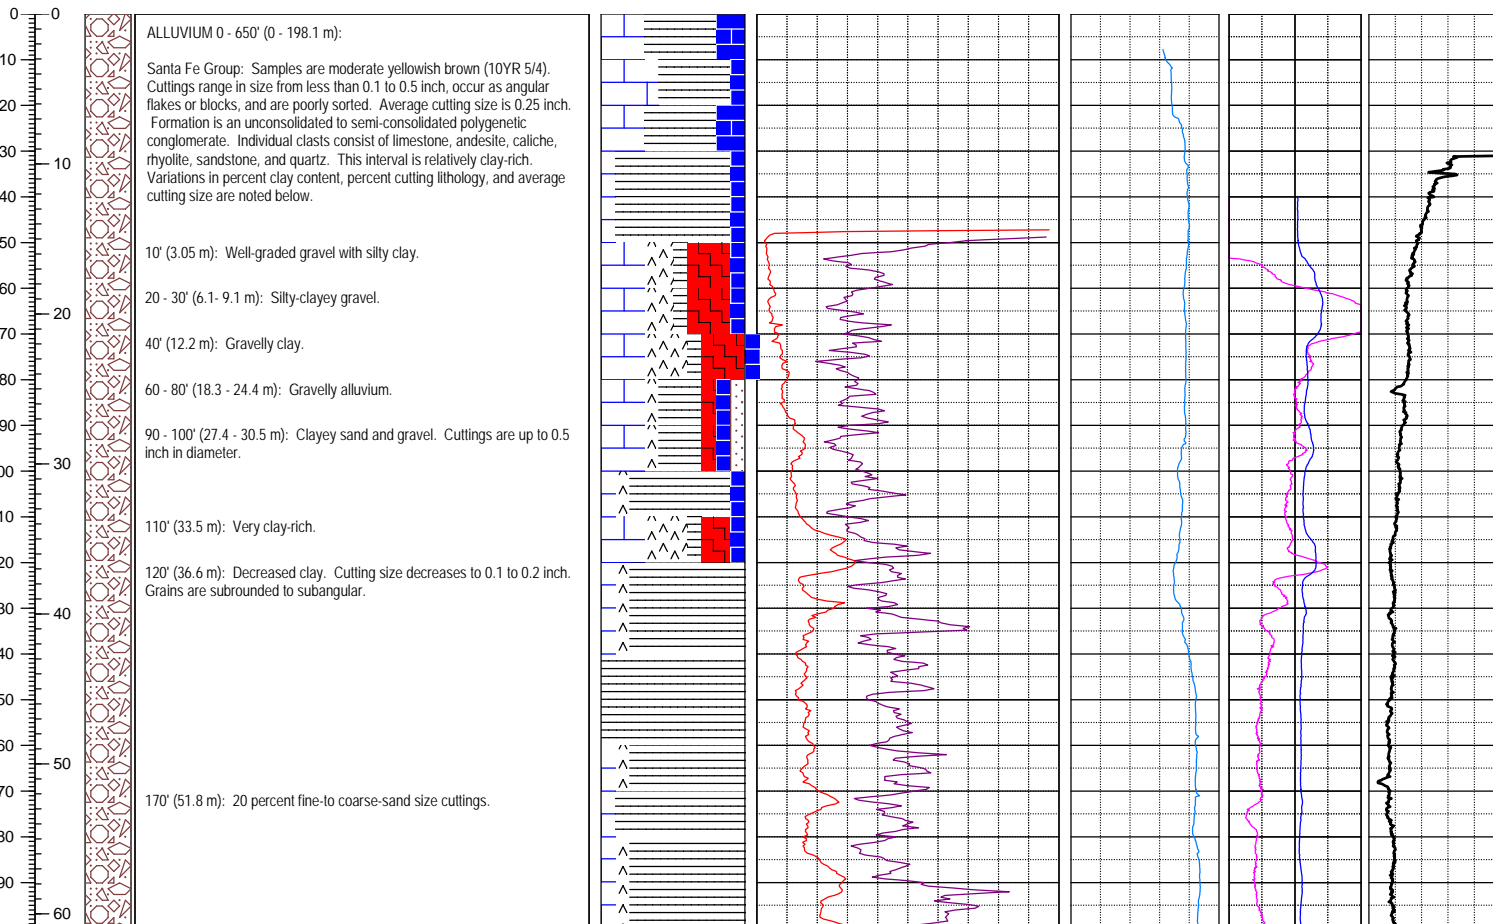 0 0
ALLUVIUM 0 - 650' (0 - 198.1 m):
10
Santa Fe Group: Samples are moderate yellowish brown (10YR 5/4).
Cuttings range in size from less than 0.1 to 0.5 inch, occur as angular
20
flakes or blocks, and are poorly sorted. Average cutting size is 0.25 inch.
Formation is an unconsolidated to semi-consolidated polygenetic
conglomerate. Individual clasts consist of limestone, andesite, caliche,
30
10
rhyolite, sandstone, and quartz. This interval is relatively clay-rich.
Variations in percent clay content, percent cutting lithology, and average
40
cutting size are noted below.
50
10' (3.05 m): Well-graded gravel with silty clay.
60
20 - 30' (6.1- 9.1 m): Silty-clayey gravel.
20
70
40' (12.2 m): Gravelly clay.
80
60 - 80' (18.3 - 24.4 m): Gravelly alluvium.
90
90 - 100' (27.4 - 30.5 m): Clayey sand and gravel. Cuttings are up to 0.5
inch in diameter.
30
00
10
110' (33.5 m): Very clay-rich.
20
120' (36.6 m): Decreased clay. Cutting size decreases to 0.1 to 0.2 inch.
Grains are subrounded to subangular.
30
40
40
50
60
50
70
170' (51.8 m): 20 percent fine-to coarse-sand size cuttings.
80
90
60